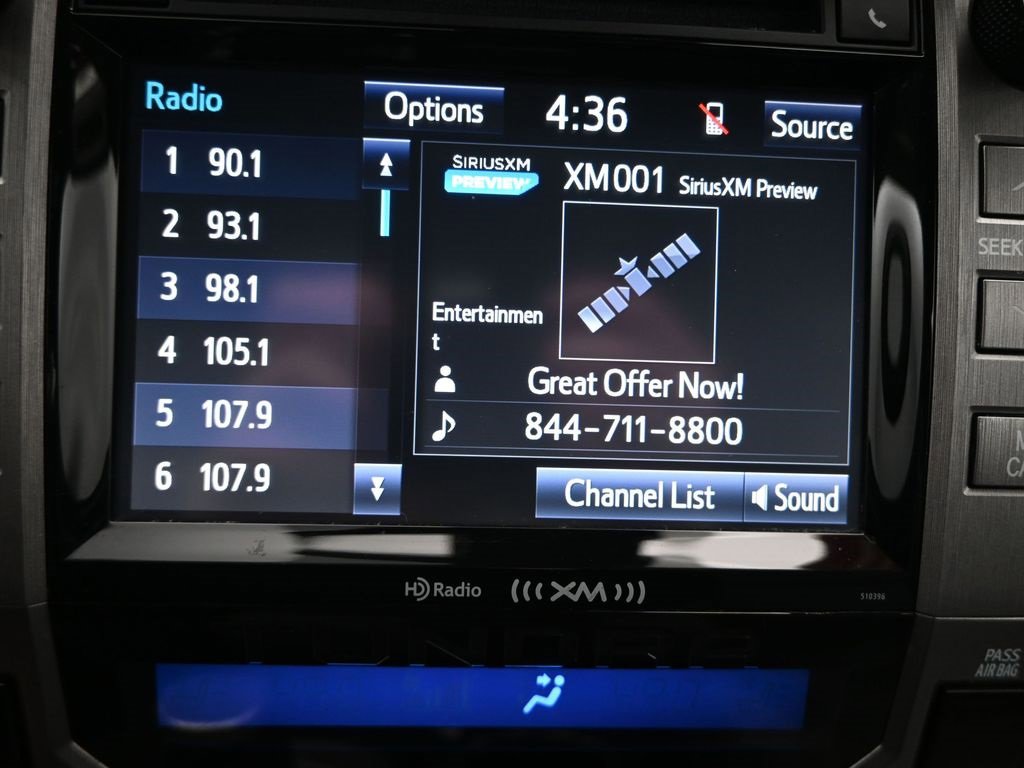 Radio
Options
4:36
Source
1 90.1
2 93.1
3 98.1
4 105.1
5 107.9
6 107.9
SIRIUSXM
PREVIEW
XM001 SiriusXM Preview
Entertainmen
t
Great Offer Now!
844-711-8800
Channel List
Sound
HD Radio
(((XM)))
510396
TUNDRA
SEEK
PASS
AIR BAG